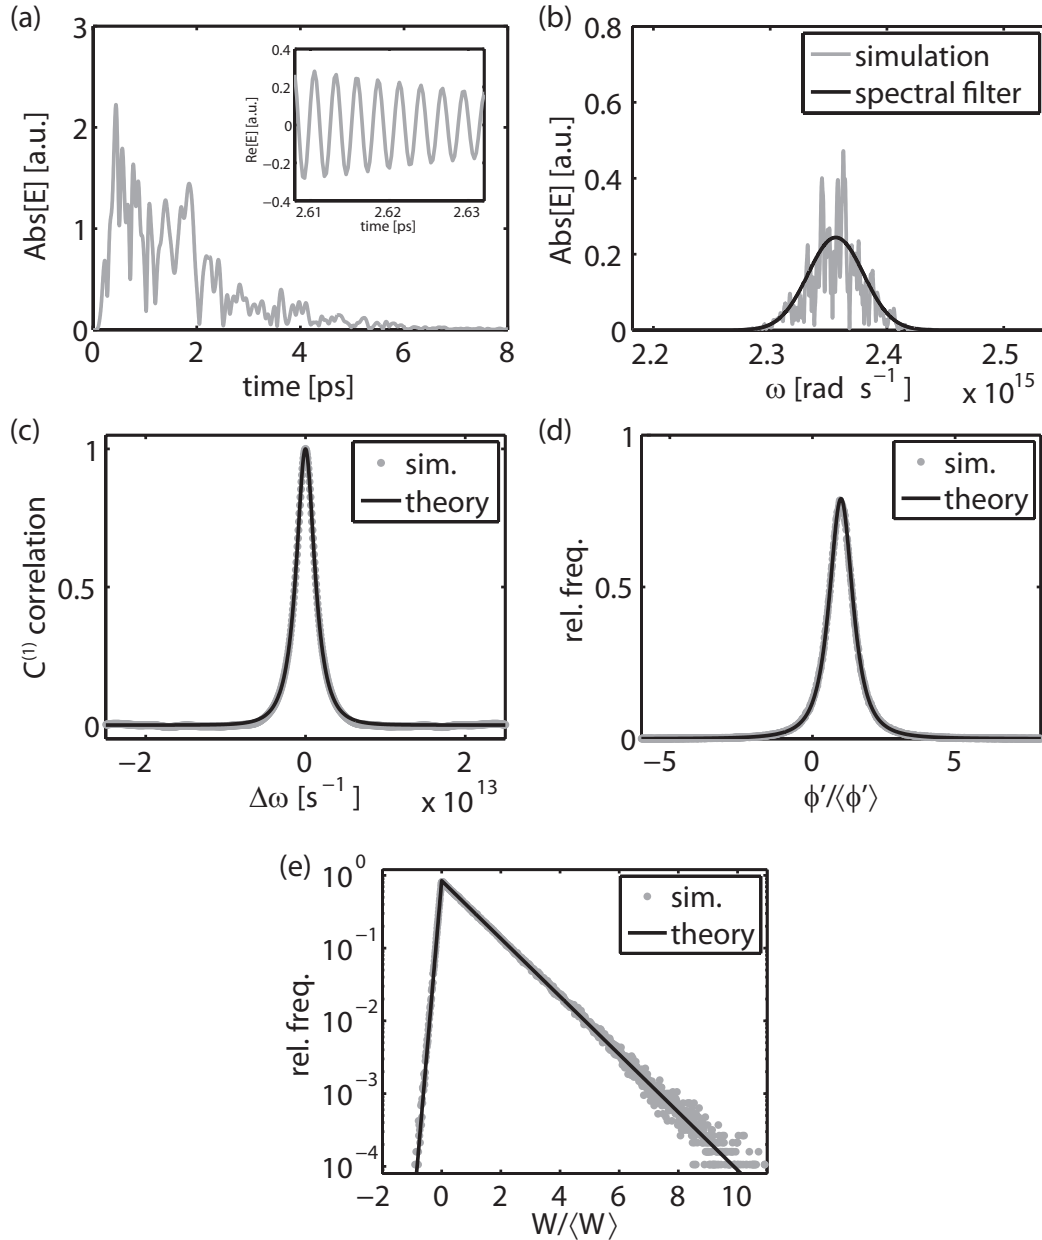 (a)
3
2
1
0
Abs[E] [a.u.]
0 2 4 6 8
time [ps]
0.4
0.2
0
−0.2
−0.4
Re[E] [a.u.]
2.61 2.62 2.63
time [ps]
(b)
0.8
0.6
0.4
0.2
0
Abs[E] [a.u.]
simulation
spectral filter
2.2 2.3 2.4 2.5
ω [rad s⁻¹ ] x 10¹⁵
(c)
1
0.5
0
C⁽¹⁾ correlation
sim.
theory
−2 0 2
Δω [s⁻¹ ] x 10¹³
(d)
1
0.5
0
rel. freq.
sim.
theory
−5 0 5
ϕ′/⟨ϕ′⟩
(e)
10⁰
10⁻¹
10⁻²
10⁻³
10⁻⁴
rel. freq.
sim.
theory
−2 0 2 4 6 8 10
W/⟨W⟩